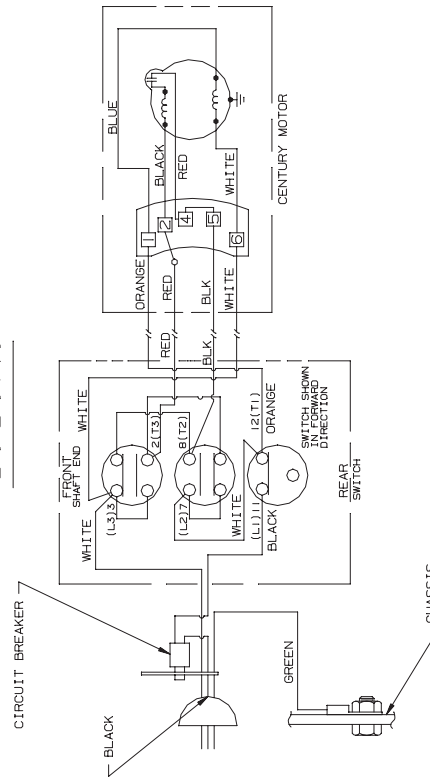 CIRCUIT BREAKER
BLACK
GREEN
FRONT
SHAFT END
WHITE
WHITE
(L3)3
2(T3)
8(T2)
(L2)7
WHITE
12(T1)
ORANGE
(L1)11
BLACK
SWITCH SHOWN
IN FORWARD
DIRECTION
REAR
SWITCH
RED
BLK
ORANGE
RED
BLK
WHITE
1
2
4
5
6
BLUE
BLACK
RED
WHITE
CENTURY MOTOR